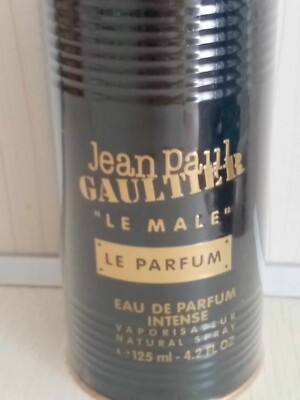 Jean Paul
GAULTIER
"LE MALE"
LE PARFUM
EAU DE PARFUM
INTENSE
VAPORISATEUR
NATURAL SPRAY
℮ 125 ml - 4.2 FL OZ